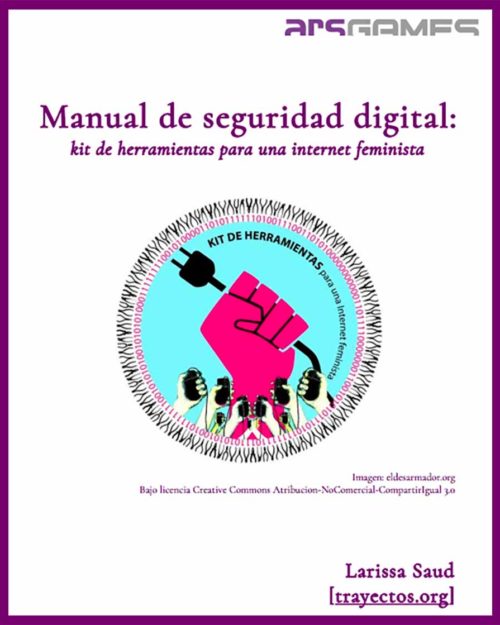 arsGAMES
Manual de seguridad digital:
kit de herramientas para una internet feminista
KIT DE HERRAMIENTAS para una Internet feminista
Imagen: eldesarmador.org
Bajo licencia Creative Commons Atribucion-NoComercial-CompartirIgual 3.0
Larissa Saud
[trayectos.org]